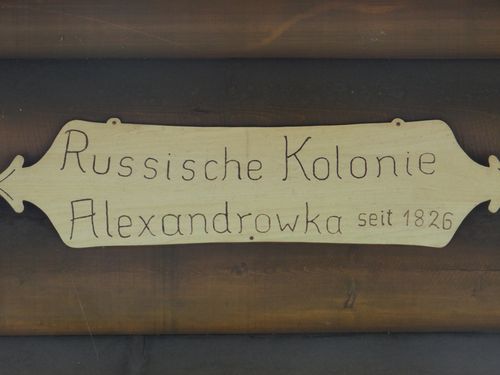 Russische Kolonie
Alexandrowka seit 1826